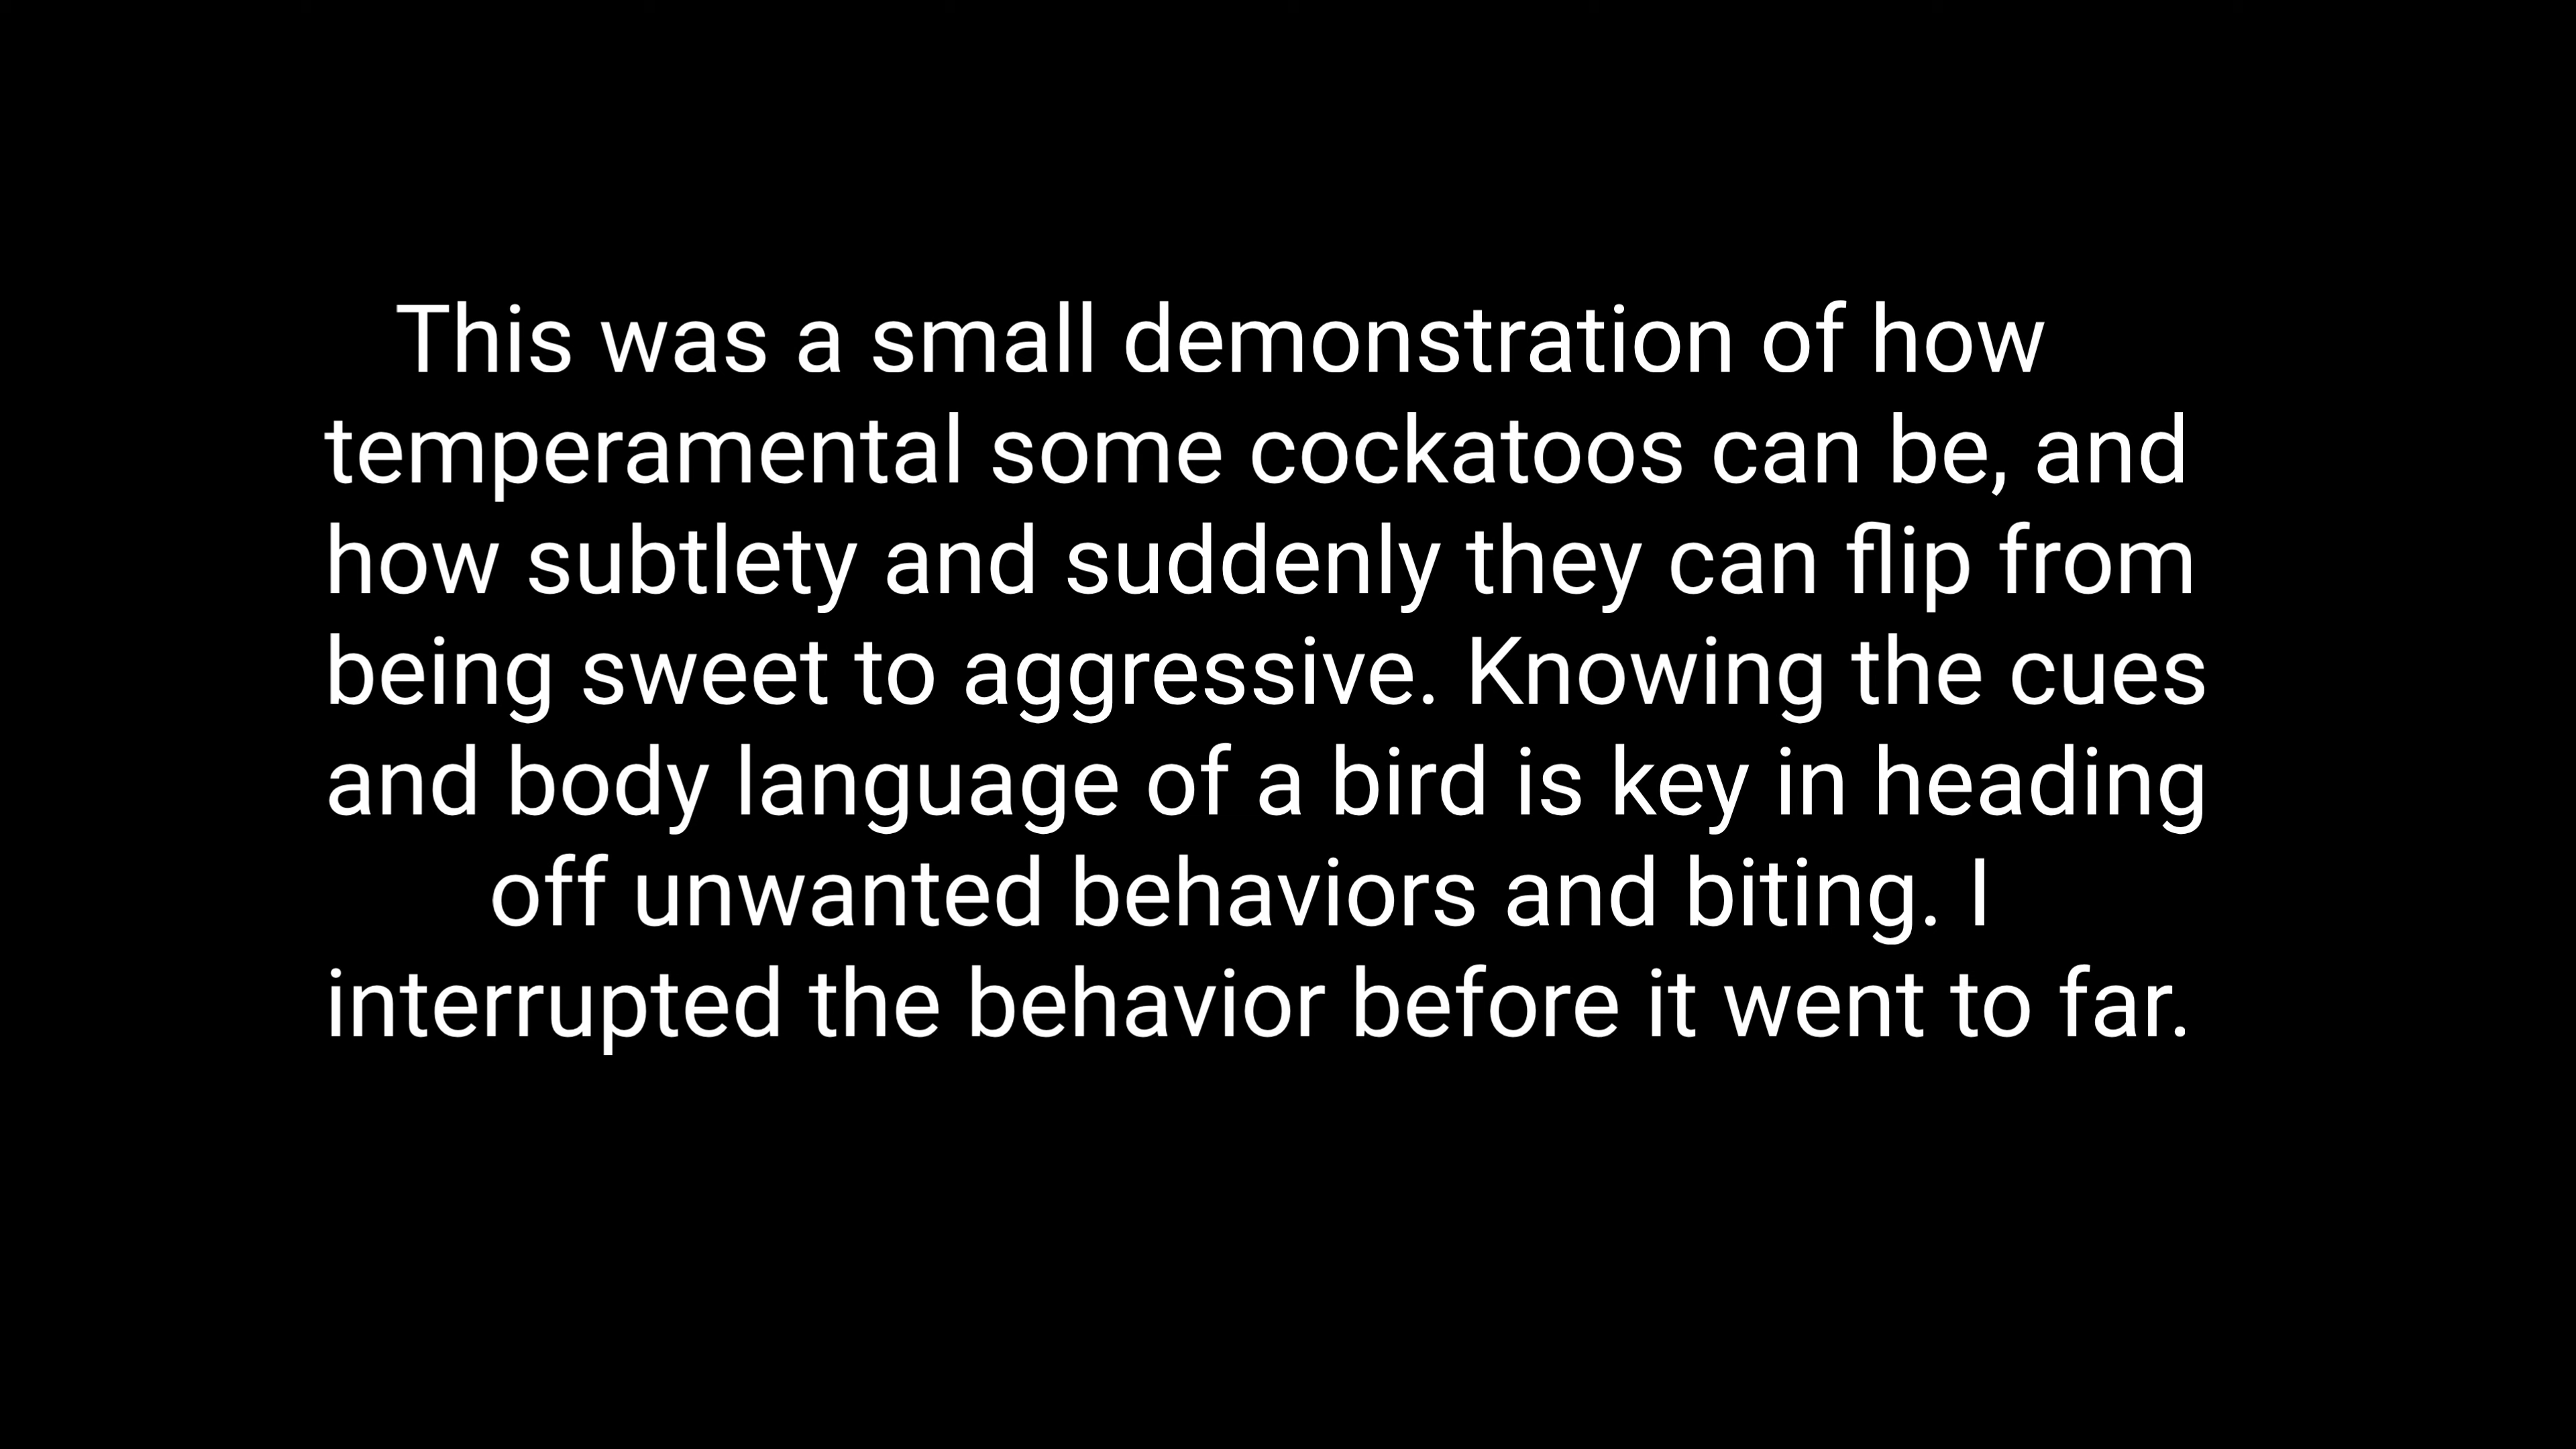 This was a small demonstration of how
temperamental some cockatoos can be, and
how subtlety and suddenly they can flip from
being sweet to aggressive. Knowing the cues
and body language of a bird is key in heading
off unwanted behaviors and biting. I
interrupted the behavior before it went to far.